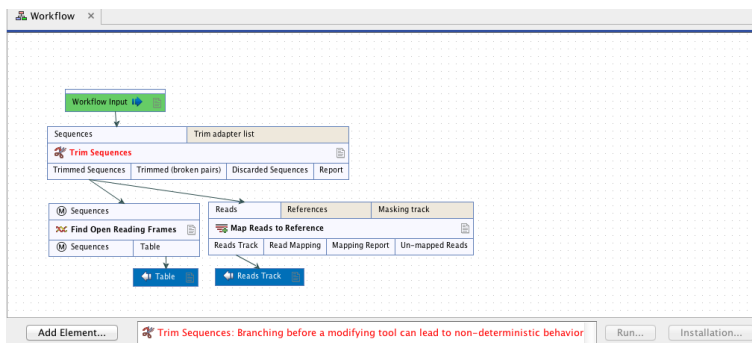 Workflow
Workflow Input
Sequences Trim adapter list
Trim Sequences
Trimmed Sequences Trimmed (broken pairs) Discarded Sequences Report
M Sequences
Find Open Reading Frames
M Sequences Table
Table
Reads References Masking track
Map Reads to Reference
Reads Track Read Mapping Mapping Report Un-mapped Reads
Reads Track
Add Element... Trim Sequences: Branching before a modifying tool can lead to non-deterministic behavior Run... Installation...